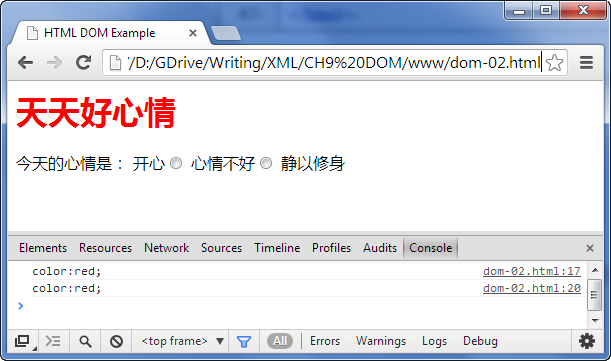 HTML DOM Example
'/D:/GDrive/Writing/XML/CH9%20DOM/www/dom-02.html
天天好心情
今天的心情是： 开心 心情不好 静以修身
Elements Resources Network Sources Timeline Profiles Audits Console
color:red; dom-02.html:17
color:red; dom-02.html:20
<top frame> All Errors Warnings Logs Debug